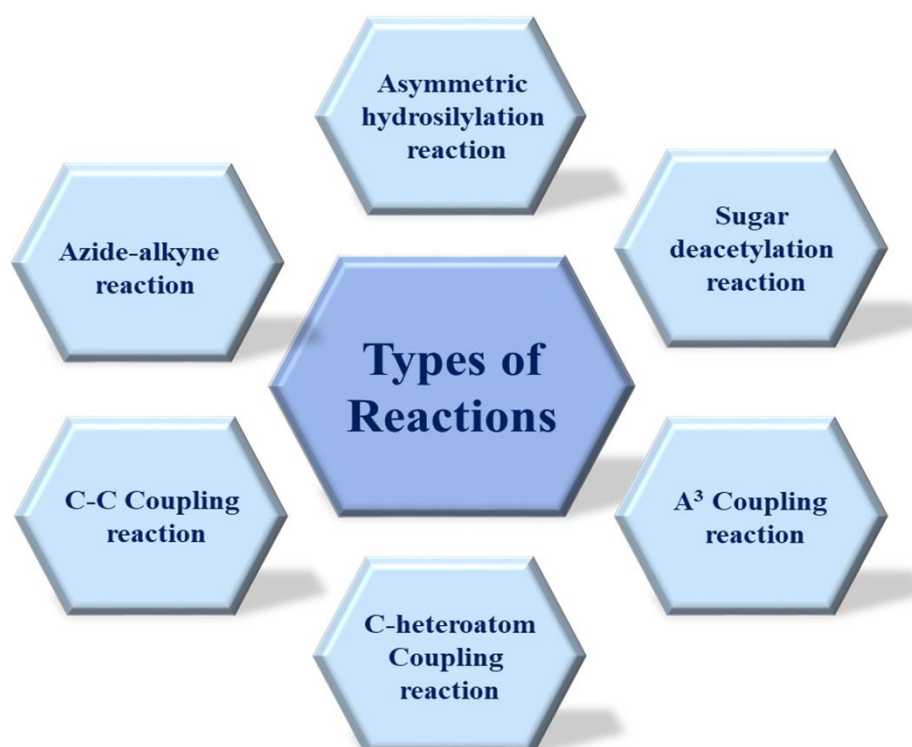 Asymmetric
hydrosilylation
reaction
Azide-alkyne
reaction
Sugar
deacetylation
reaction
Types of
Reactions
C-C Coupling
reaction
A³ Coupling
reaction
C-heteroatom
Coupling
reaction